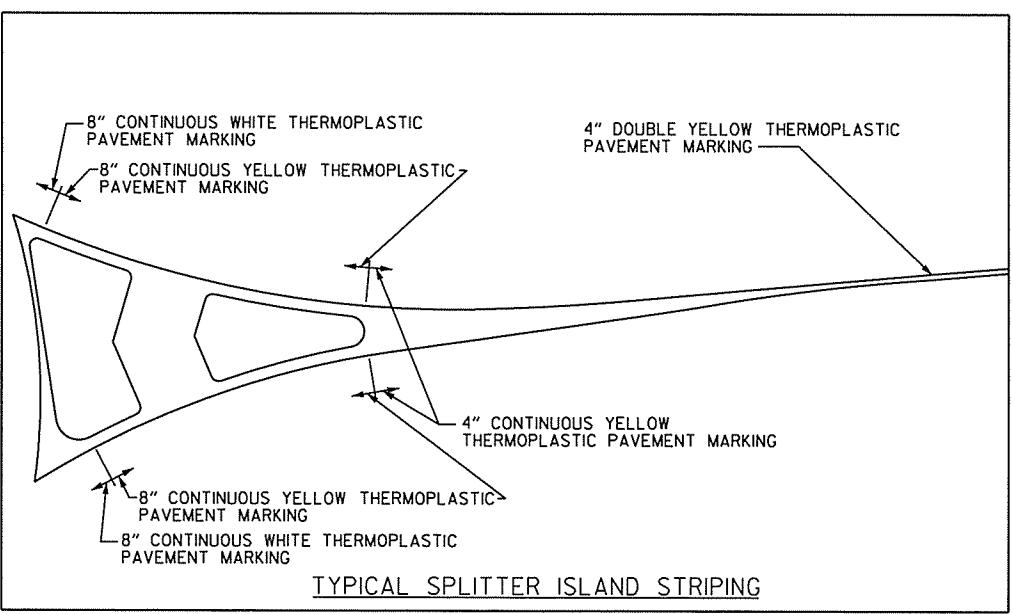 8" CONTINUOUS WHITE THERMOPLASTIC
PAVEMENT MARKING
8" CONTINUOUS YELLOW THERMOPLASTIC
PAVEMENT MARKING
4" DOUBLE YELLOW THERMOPLASTIC
PAVEMENT MARKING
4" CONTINUOUS YELLOW
THERMOPLASTIC PAVEMENT MARKING
8" CONTINUOUS YELLOW THERMOPLASTIC
PAVEMENT MARKING
8" CONTINUOUS WHITE THERMOPLASTIC
PAVEMENT MARKING
TYPICAL SPLITTER ISLAND STRIPING